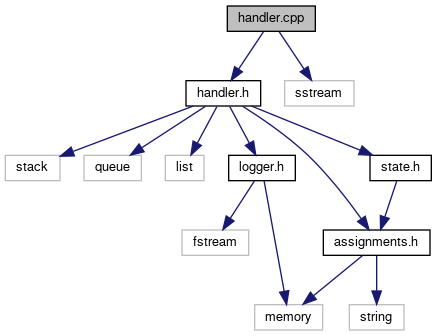 handler.cpp
handler.h
sstream
stack
queue
list
logger.h
state.h
fstream
assignments.h
memory
string